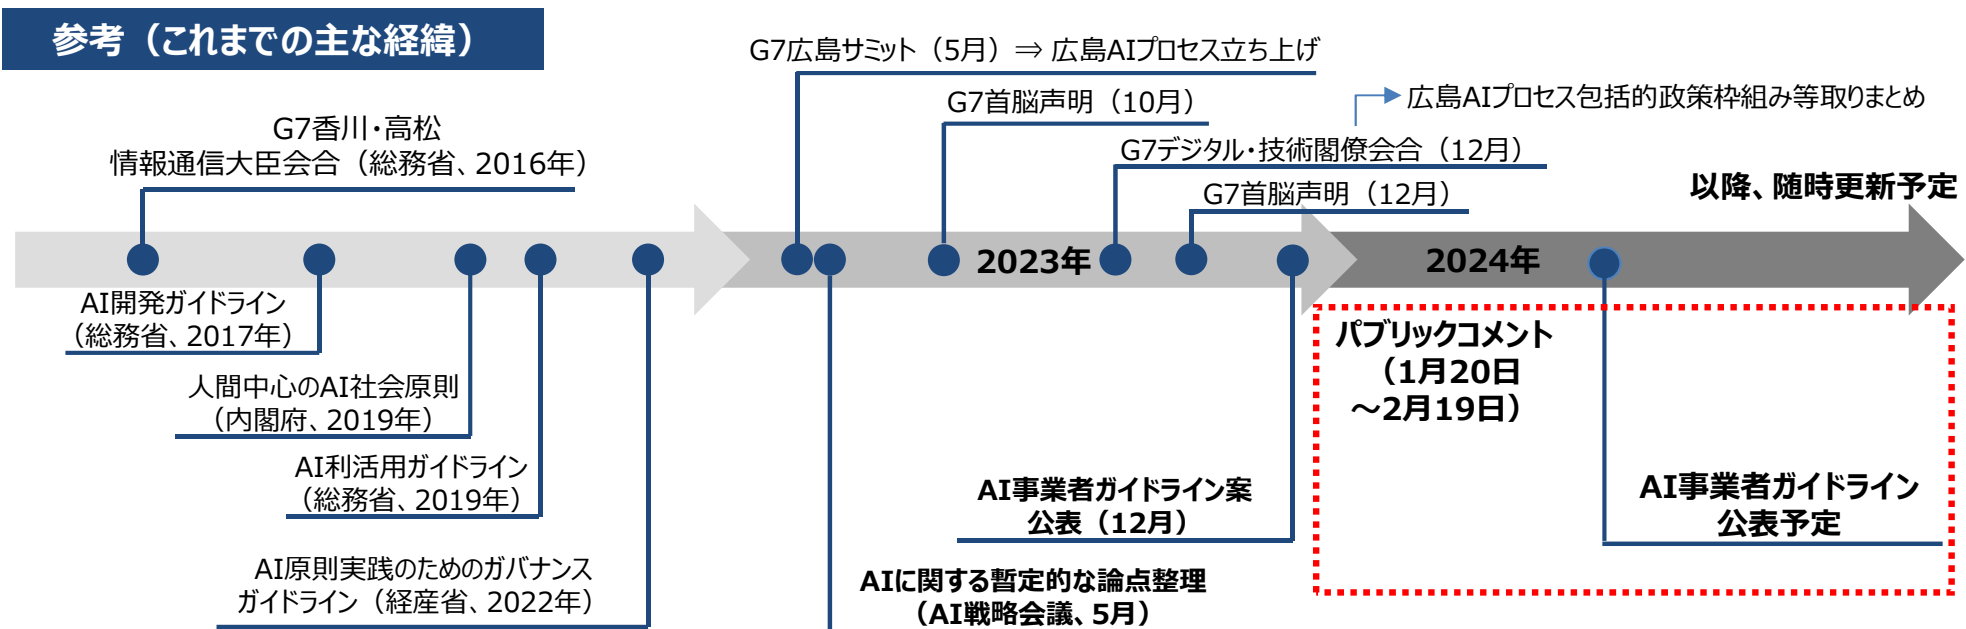 参考（これまでの主な経緯）
G7広島サミット（5月）⇒ 広島AIプロセス立ち上げ
G7首脳声明（10月）
広島AIプロセス包括的政策枠組み等取りまとめ
G7香川・高松
情報通信大臣会合（総務省、2016年）
G7デジタル・技術閣僚会合（12月）
G7首脳声明（12月）
以降、随時更新予定
2023年
2024年
AI開発ガイドライン
（総務省、2017年）
人間中心のAI社会原則
（内閣府、2019年）
AI利活用ガイドライン
（総務省、2019年）
AI原則実践のためのガバナンス
ガイドライン（経産省、2022年）
AIに関する暫定的な論点整理
（AI戦略会議、5月）
AI事業者ガイドライン案
公表（12月）
パブリックコメント
（1月20日
～2月19日）
AI事業者ガイドライン
公表予定